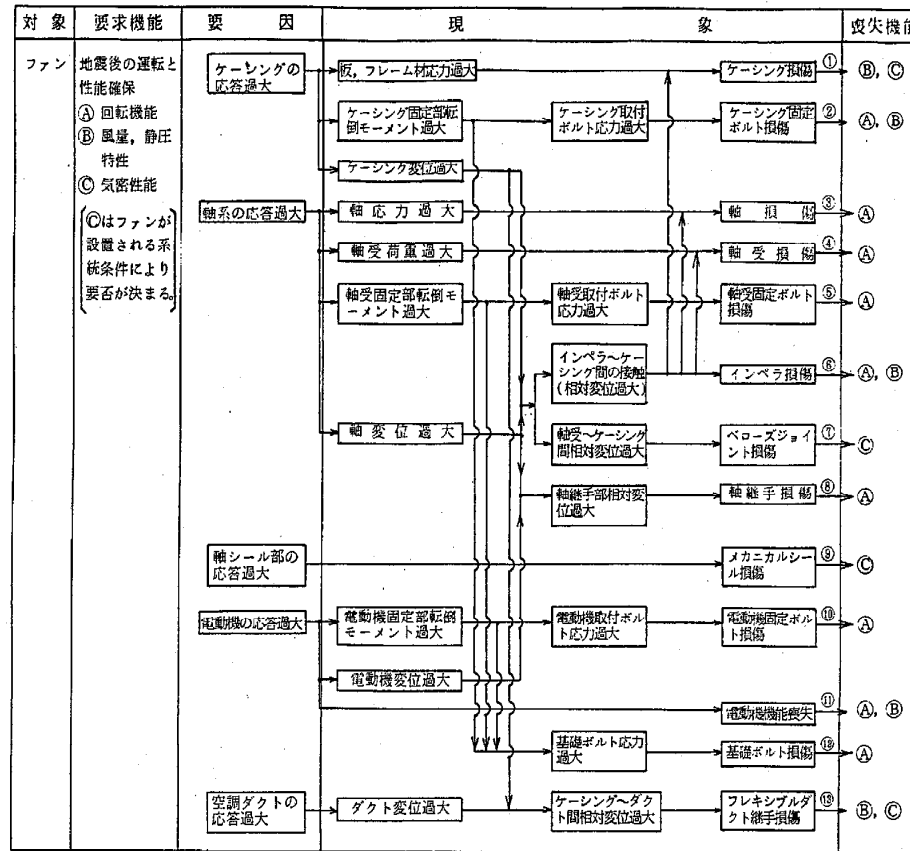 対象 要求機能 要因 現象 喪失機能
ファン
地震後の運転と
性能確保
Ⓐ 回転機能
Ⓑ 風量，静圧
特性
Ⓒ 気密性能
Ⓒはファンが
設置される系
統条件により
要否が決まる。
ケーシングの
応答過大
板，フレーム材応力過大
ケーシング損傷
①
Ⓑ, Ⓒ
ケーシング固定部転
倒モーメント過大
ケーシング取付
ボルト応力過大
ケーシング固定
ボルト損傷
②
Ⓐ, Ⓑ
ケーシング変位過大
軸系の応答過大
軸応力過大
軸損傷
③
Ⓐ
軸受荷重過大
軸受損傷
④
Ⓐ
軸受固定部転倒モ
ーメント過大
軸受取付ボルト
応力過大
軸受固定ボルト
損傷
⑤
Ⓐ
インペラ～ケー
シング間の接触
(相対変位過大)
インペラ損傷
⑥
Ⓐ, Ⓑ
軸変位過大
軸受～ケーシング
間相対変位過大
ベローズジョイ
ント損傷
⑦
Ⓒ
軸継手部相対変
位過大
軸継手損傷
⑧
Ⓐ
軸シール部の
応答過大
メカニカルシー
ル損傷
⑨
Ⓒ
電動機の応答過大
電動機固定部転倒
モーメント過大
電動機取付ボル
ト応力過大
電動機固定ボル
ト損傷
⑩
Ⓐ
電動機変位過大
電動機機能喪失
⑪
Ⓐ, Ⓑ
基礎ボルト応力
過大
基礎ボルト損傷
⑫
Ⓐ
空調ダクトの
応答過大
ダクト変位過大
ケーシング～ダク
ト間相対変位過大
フレキシブルダ
クト継手損傷
⑬
Ⓑ, Ⓒ